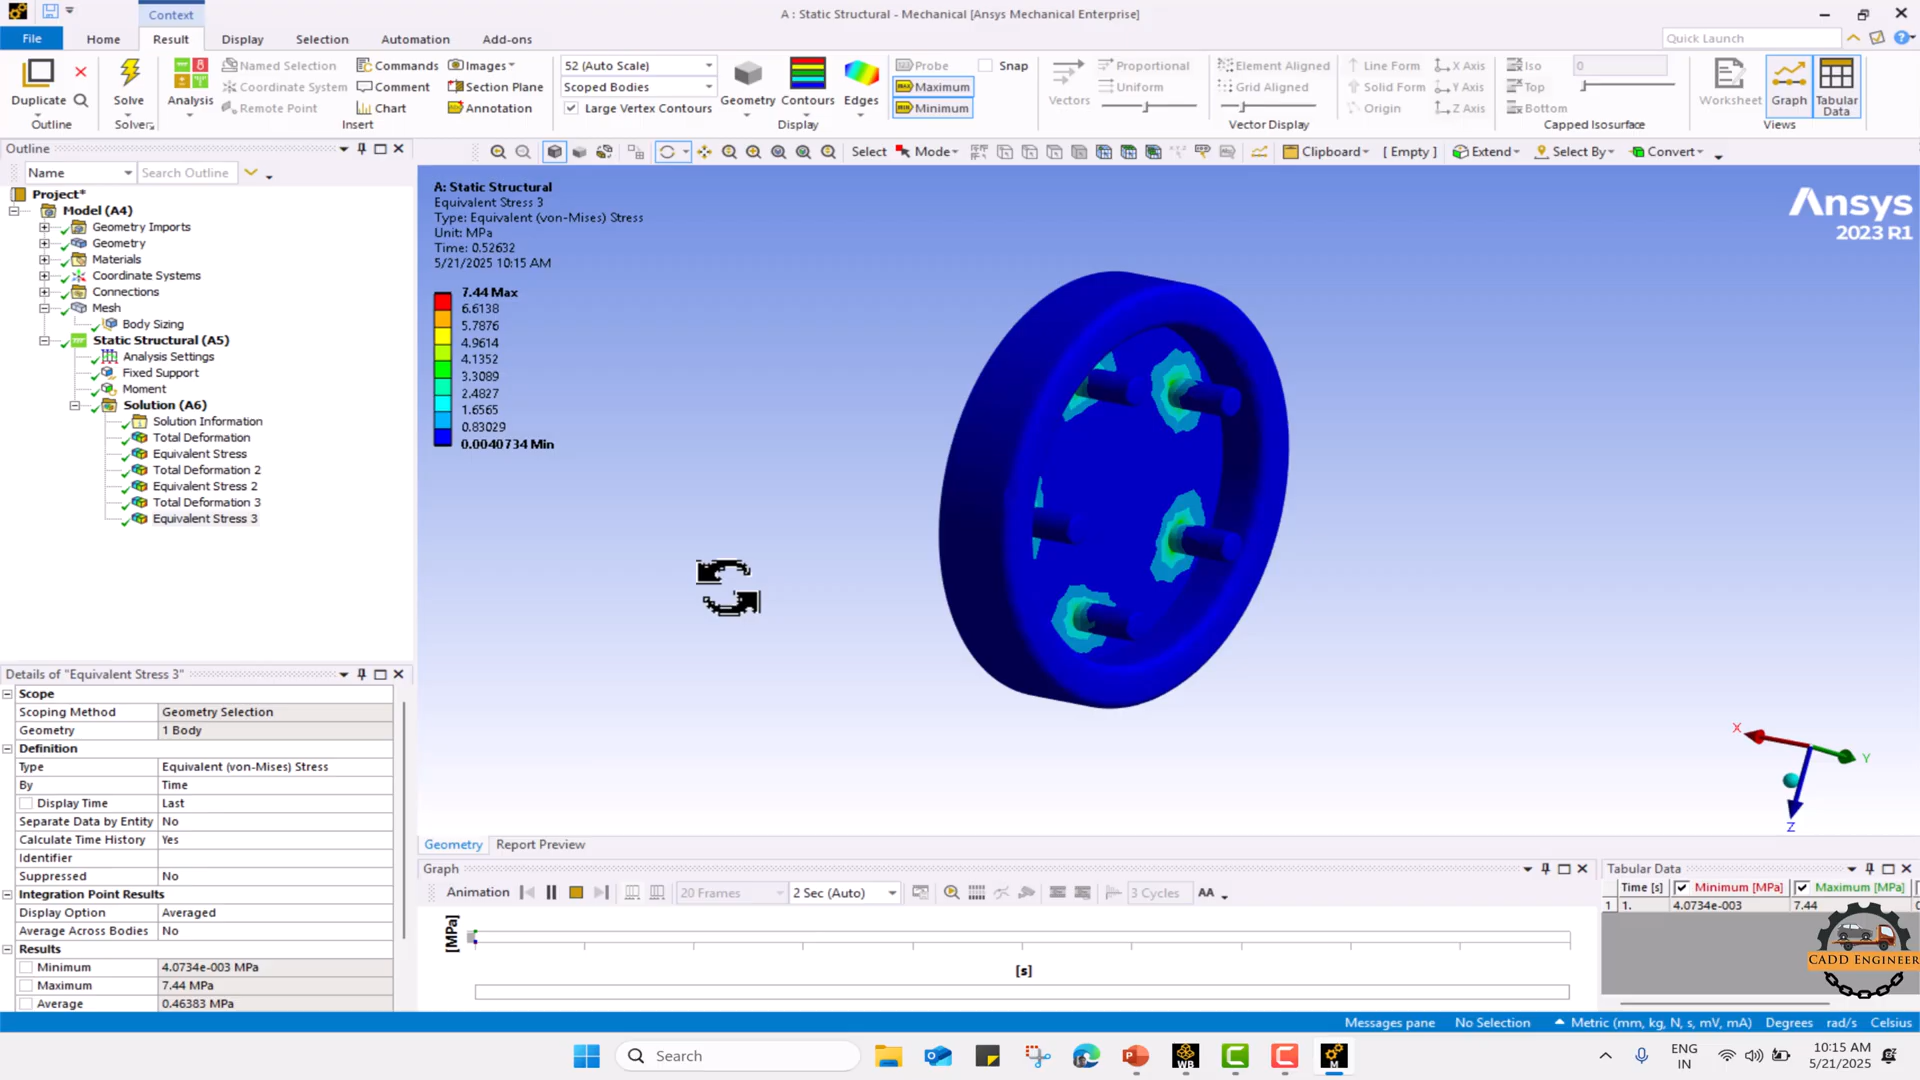 Context
A : Static Structural - Mechanical [Ansys Mechanical Enterprise]
File
Home
Result
Display
Selection
Automation
Add-ons
Quick Launch
Duplicate
Outline
Solve
Solver
Analysis
Named Selection
Coordinate System
Remote Point
Commands
Comment
Chart
Images
Section Plane
Annotation
Insert
52 (Auto Scale)
Scoped Bodies
Large Vertex Contours
Geometry
Contours
Edges
Display
Probe
Maximum
Minimum
Snap
Vectors
Proportional
Uniform
Element Aligned
Grid Aligned
Line Form
Solid Form
Origin
X Axis
Y Axis
Z Axis
Vector Display
Iso
Top
Bottom
0
Capped Isosurface
Worksheet
Graph
Tabular
Data
Views
Outline
Name
Search Outline
Select
Mode
Clipboard
[ Empty ]
Extend
Select By
Convert
Project*
Model (A4)
Geometry Imports
Geometry
Materials
Coordinate Systems
Connections
Mesh
Body Sizing
Static Structural (A5)
Analysis Settings
Fixed Support
Moment
Solution (A6)
Solution Information
Total Deformation
Equivalent Stress
Total Deformation 2
Equivalent Stress 2
Total Deformation 3
Equivalent Stress 3
A: Static Structural
Equivalent Stress 3
Type: Equivalent (von-Mises) Stress
Unit: MPa
Time: 0.52632
5/21/2025 10:15 AM
7.44 Max
6.6138
5.7876
4.9614
4.1352
3.3089
2.4827
1.6565
0.83029
0.0040734 Min
Ansys
2023 R1
X
Y
Z
Details of "Equivalent Stress 3"
Scope
Scoping Method Geometry Selection
Geometry 1 Body
Definition
Type Equivalent (von-Mises) Stress
By Time
Display Time Last
Separate Data by Entity No
Calculate Time History Yes
Identifier
Suppressed No
Integration Point Results
Display Option Averaged
Average Across Bodies No
Results
Minimum 4.0734e-003 MPa
Maximum 7.44 MPa
Average 0.46383 MPa
Geometry
Report Preview
Graph
Animation
20 Frames
2 Sec (Auto)
3 Cycles
AA
[MPa]
[s]
Tabular Data
Time [s] Minimum [MPa] Maximum [MPa]
1 1. 4.0734e-003 7.44
CADD ENGINEER
Messages pane
No Selection
Metric (mm, kg, N, s, mV, mA)
Degrees
rad/s
Celsius
Search
WB
M
ENG
IN
10:15 AM
5/21/2025